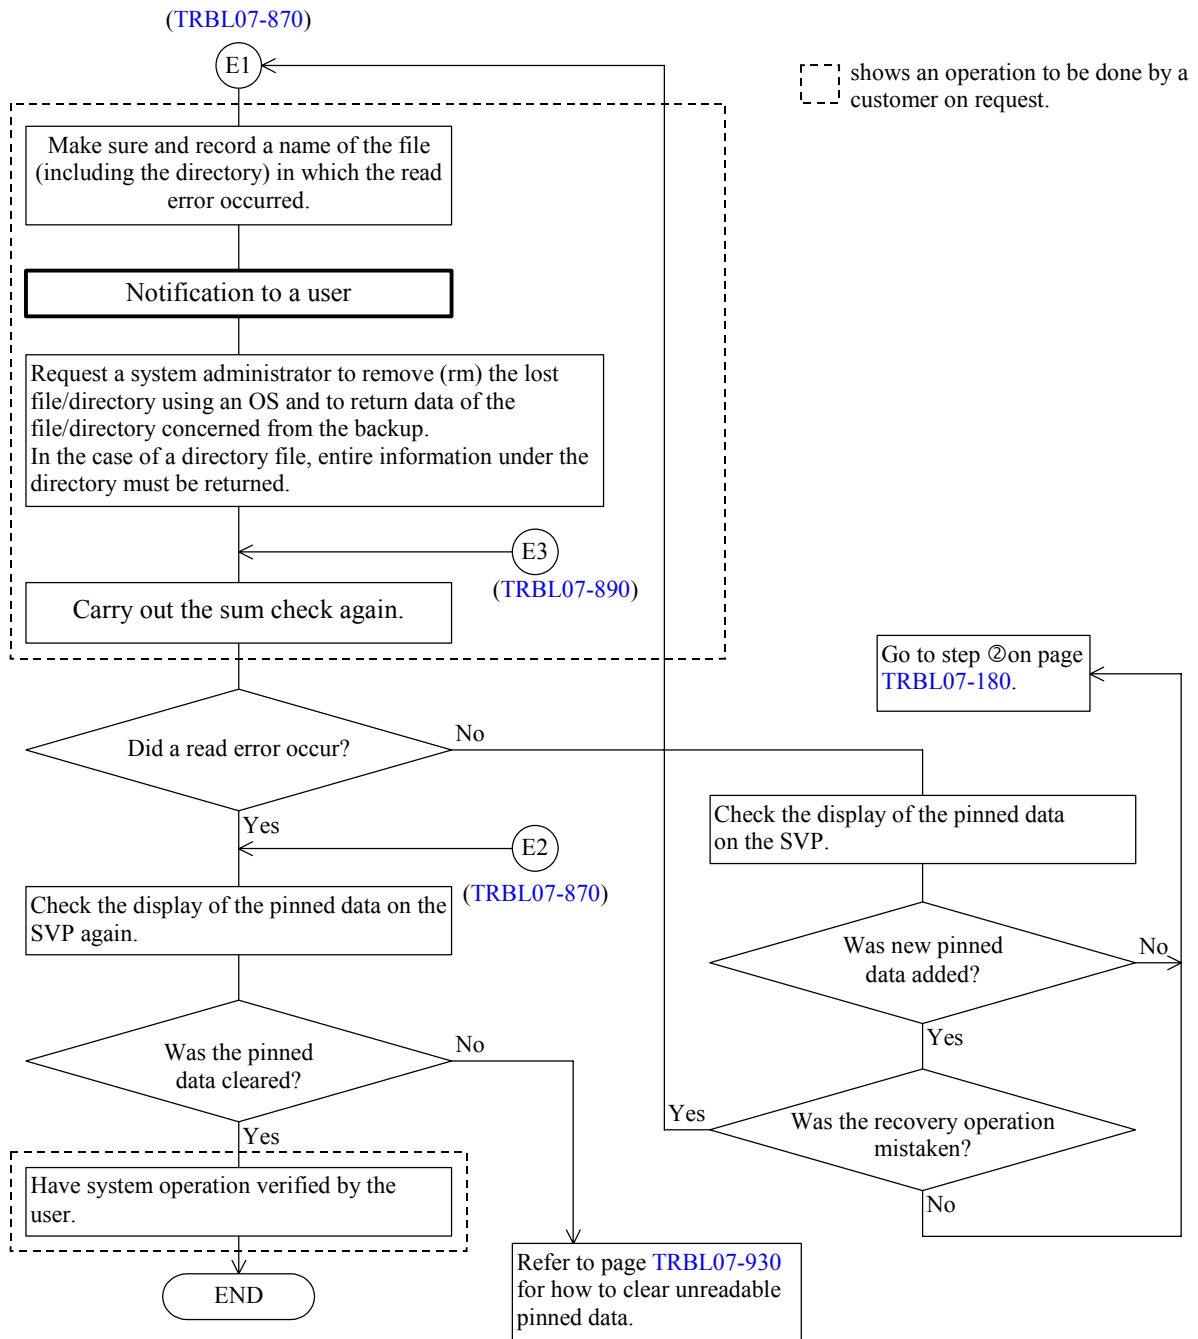 (TRBL07-870)
E1
shows an operation to be done by a
customer on request.
Make sure and record a name of the file
(including the directory) in which the read
error occurred.
Notification to a user
Request a system administrator to remove (rm) the lost
file/directory using an OS and to return data of the
file/directory concerned from the backup.
In the case of a directory file, entire information under the
directory must be returned.
E3
(TRBL07-890)
Carry out the sum check again.
Go to step ②on page
TRBL07-180.
Did a read error occur?
No
Yes
Check the display of the pinned data
on the SVP.
E2
(TRBL07-870)
Check the display of the pinned data on the
SVP again.
Was new pinned
data added?
No
Yes
Was the pinned
data cleared?
No
Yes
Was the recovery operation
mistaken?
Yes
No
Have system operation verified by the
user.
END
Refer to page TRBL07-930
for how to clear unreadable
pinned data.